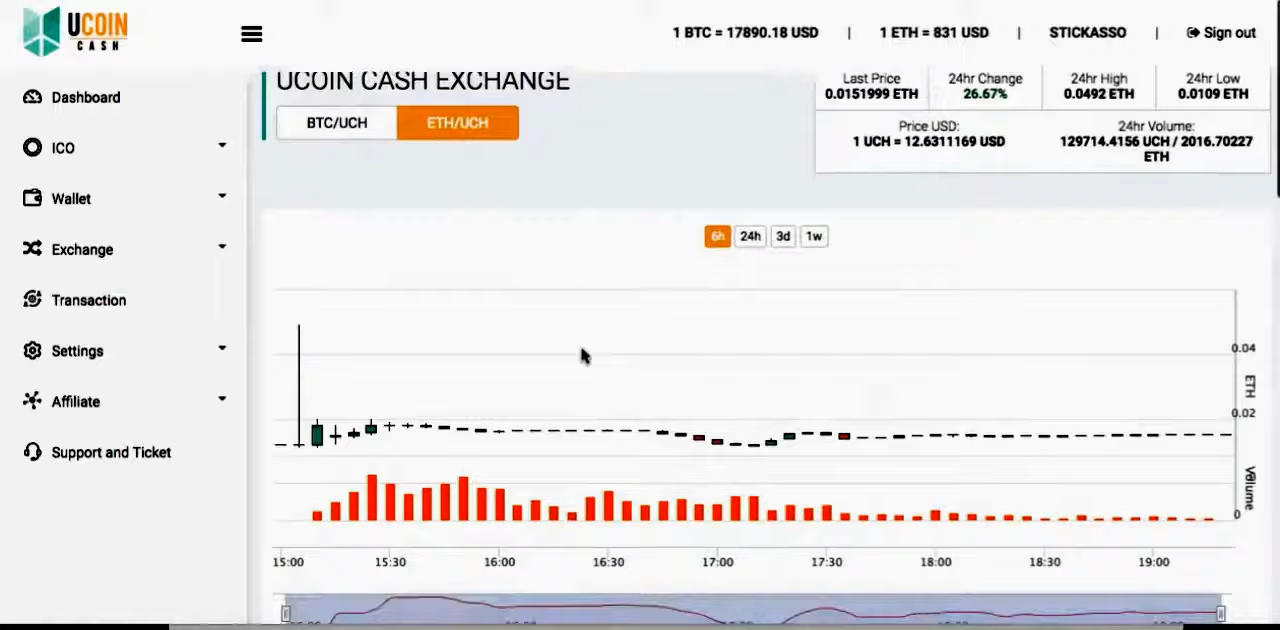 UCOIN
CASH
1 BTC = 17890.18 USD | 1 ETH = 831 USD | STICKASSO | Sign out
Dashboard
ICO
Wallet
Exchange
Transaction
Settings
Affiliate
Support and Ticket
UCOIN CASH EXCHANGE
BTC/UCH ETH/UCH
Last Price 24hr Change 24hr High 24hr Low
0.0151999 ETH 26.67% 0.0492 ETH 0.0109 ETH
Price USD: 24hr Volume:
1 UCH = 12.6311169 USD 129714.4156 UCH / 2016.70227
ETH
6h 24h 3d 1w
0.04
ETH
0.02
Volume
0
15:00 15:30 16:00 16:30 17:00 17:30 18:00 18:30 19:00